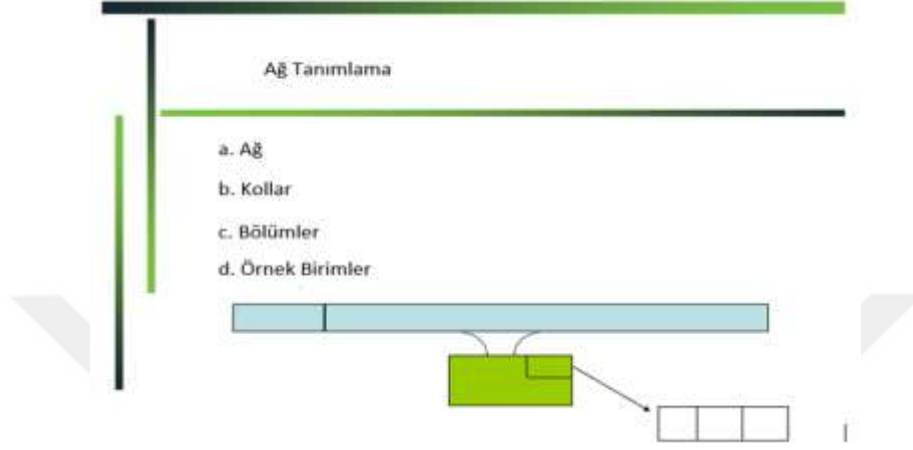 Ağ Tanımlama
a. Ağ
b. Kollar
c. Bölümler
d. Örnek Birimler